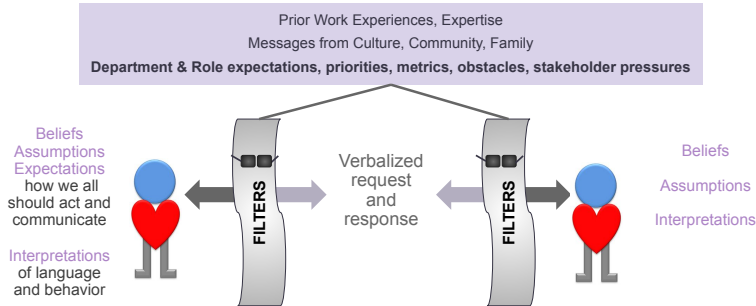 Prior Work Experiences, Expertise
Messages from Culture, Community, Family
Department & Role expectations, priorities, metrics, obstacles, stakeholder pressures
Beliefs
Assumptions
Expectations
how we all
should act and
communicate
Interpretations
of language
and behavior
FILTERS
Verbalized
request
and
response
FILTERS
Beliefs
Assumptions
Interpretations